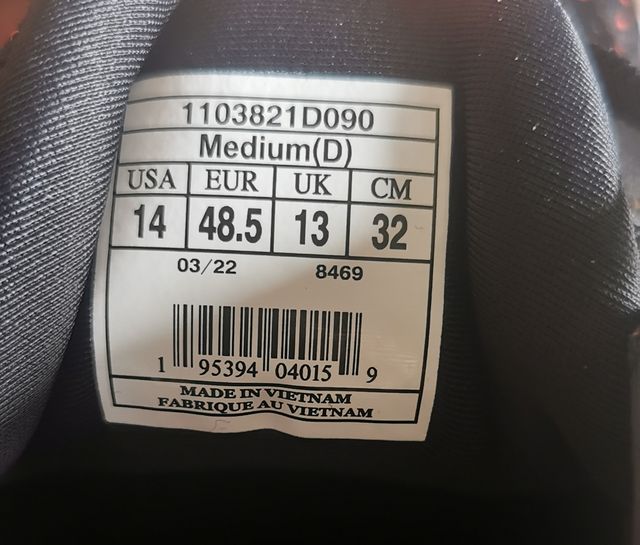 1103821D090
Medium(D)
USA EUR UK CM
14 48.5 13 32
03/22 8469
1 95394 04015 9
MADE IN VIETNAM
FABRIQUE AU VIETNAM